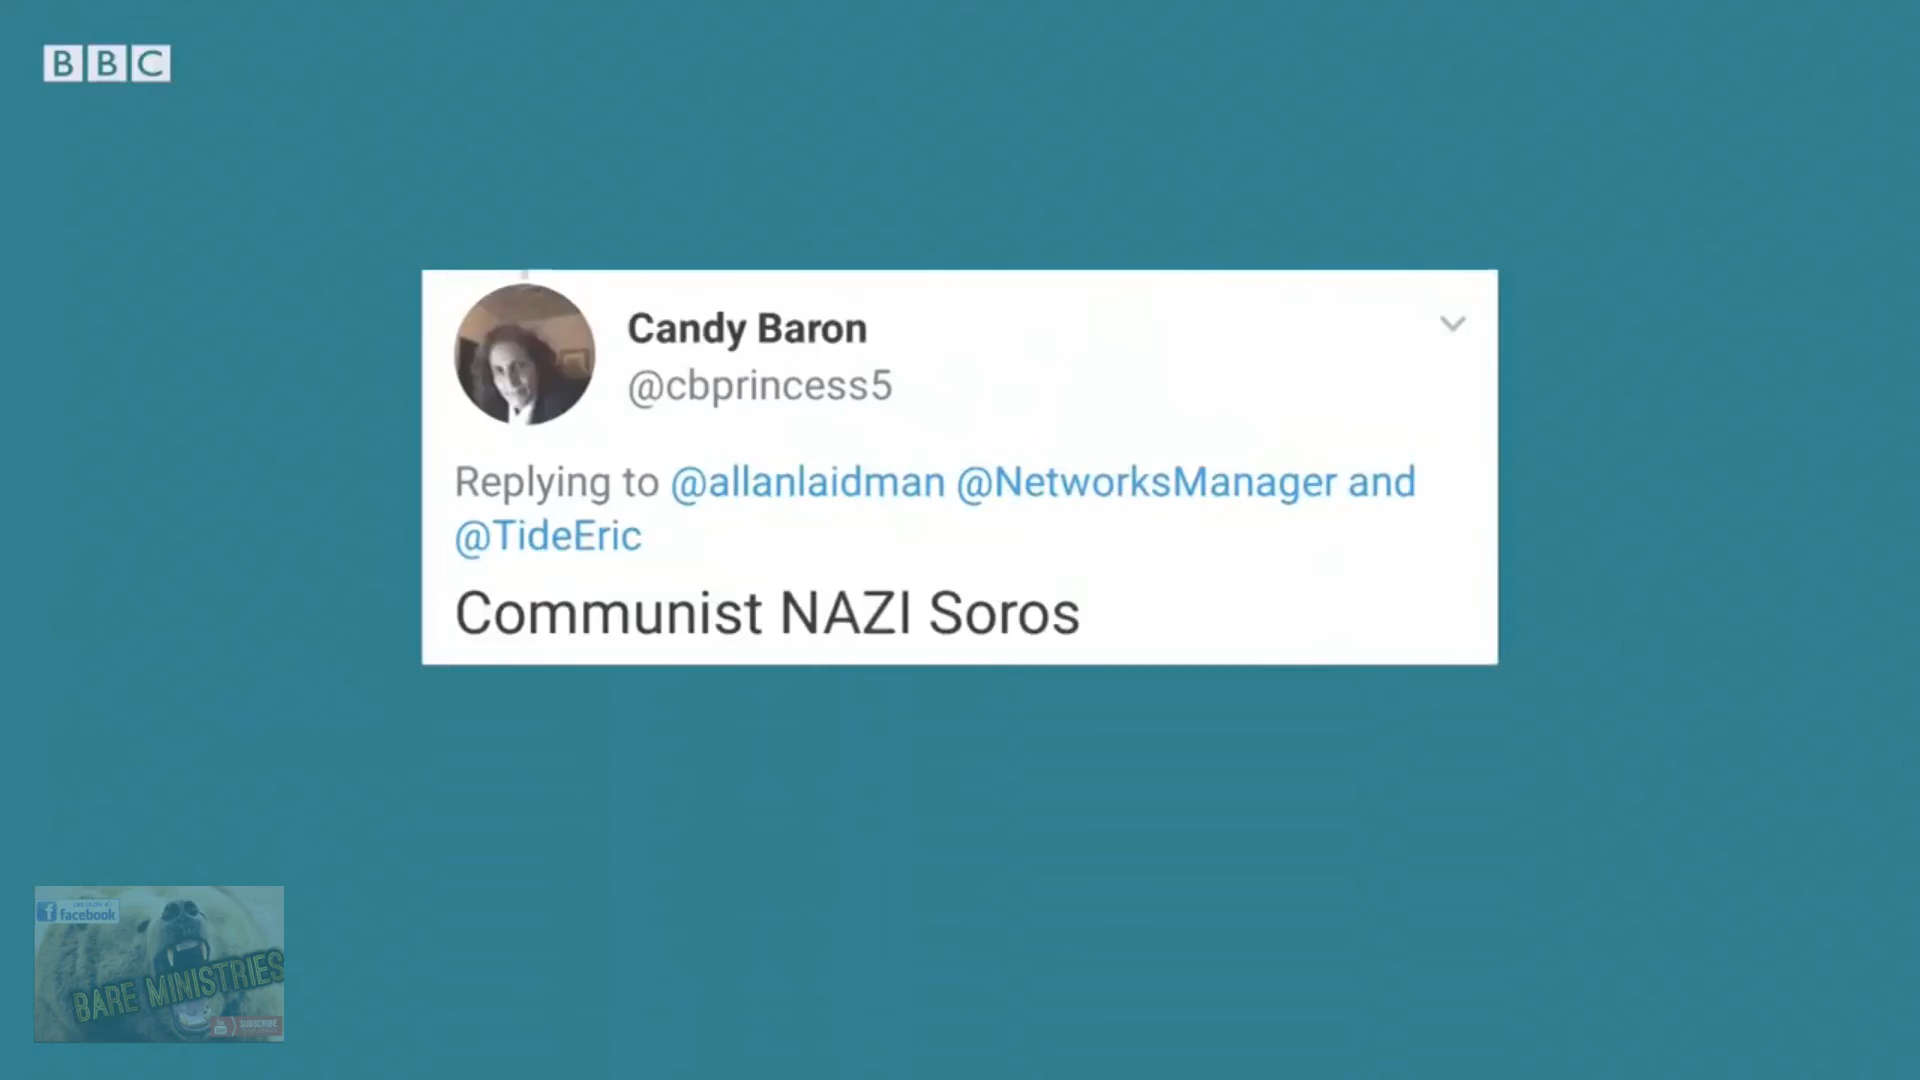 BBC
Candy Baron
@cbprincess5
Replying to @allanlaidman @NetworksManager and
@TideEric
Communist NAZI Soros
facebook
BARE MINISTRIES
SUBSCRIBE